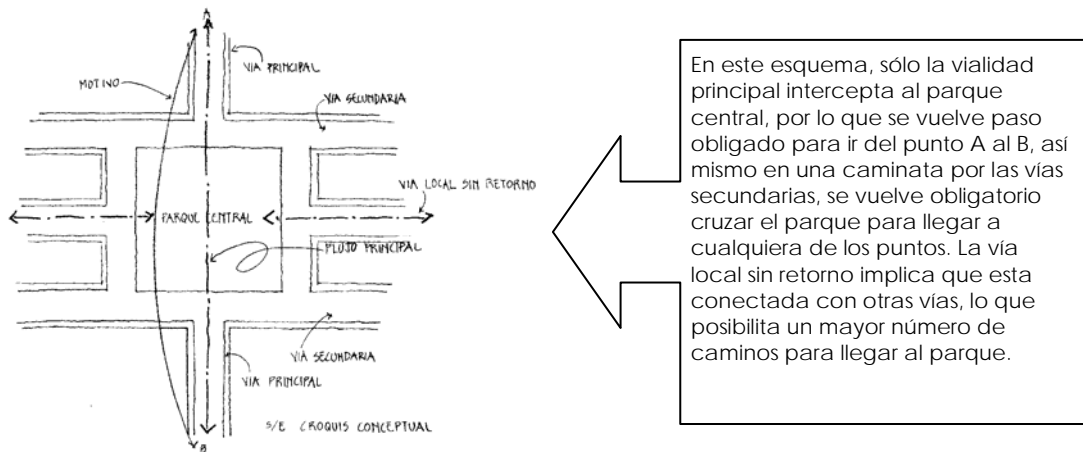 A
VIA PRINCIPAL
MOTIVO
VIA SECUNDARIA
VIA LOCAL SIN RETORNO
PARQUE CENTRAL
FLUJO PRINCIPAL
VIA SECUNDARIA
VIA PRINCIPAL
S/E CROQUIS CONCEPTUAL
B
En este esquema, sólo la vialidad
principal intercepta al parque
central, por lo que se vuelve paso
obligado para ir del punto A al B, así
mismo en una caminata por las vías
secundarias, se vuelve obligatorio
cruzar el parque para llegar a
cualquiera de los puntos. La vía
local sin retorno implica que esta
conectada con otras vías, lo que
posibilita un mayor número de
caminos para llegar al parque.